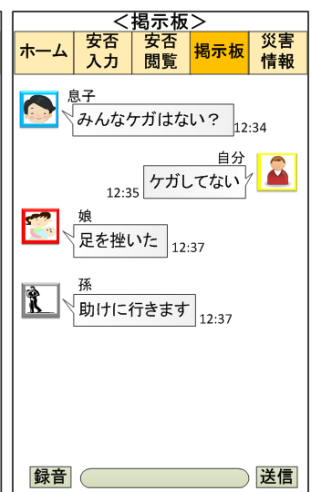 ＜掲示板＞
ホーム 安否入力 安否閲覧 掲示板 災害情報
息子
みんなケガはない？ 12:34
自分
12:35 ケガしてない
娘
足を挫いた 12:37
孫
助けに行きます 12:37
録音 送信